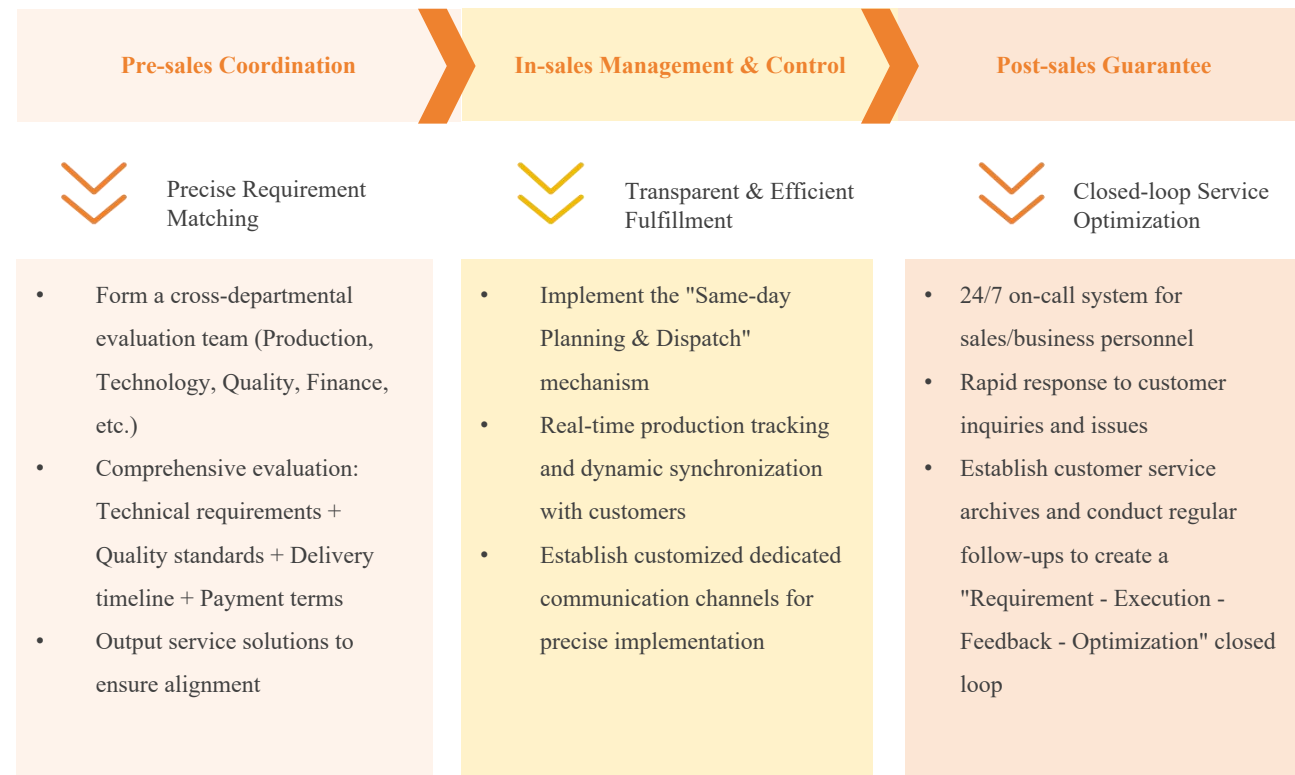 Pre-sales Coordination
In-sales Management & Control
Post-sales Guarantee
Precise Requirement
Matching
Transparent & Efficient
Fulfillment
Closed-loop Service
Optimization
• Form a cross-departmental
evaluation team (Production,
Technology, Quality, Finance,
etc.)
• Comprehensive evaluation:
Technical requirements +
Quality standards + Delivery
timeline + Payment terms
• Output service solutions to
ensure alignment
• Implement the "Same-day
Planning & Dispatch"
mechanism
• Real-time production tracking
and dynamic synchronization
with customers
• Establish customized dedicated
communication channels for
precise implementation
• 24/7 on-call system for
sales/business personnel
• Rapid response to customer
inquiries and issues
• Establish customer service
archives and conduct regular
follow-ups to create a
"Requirement - Execution -
Feedback - Optimization" closed
loop